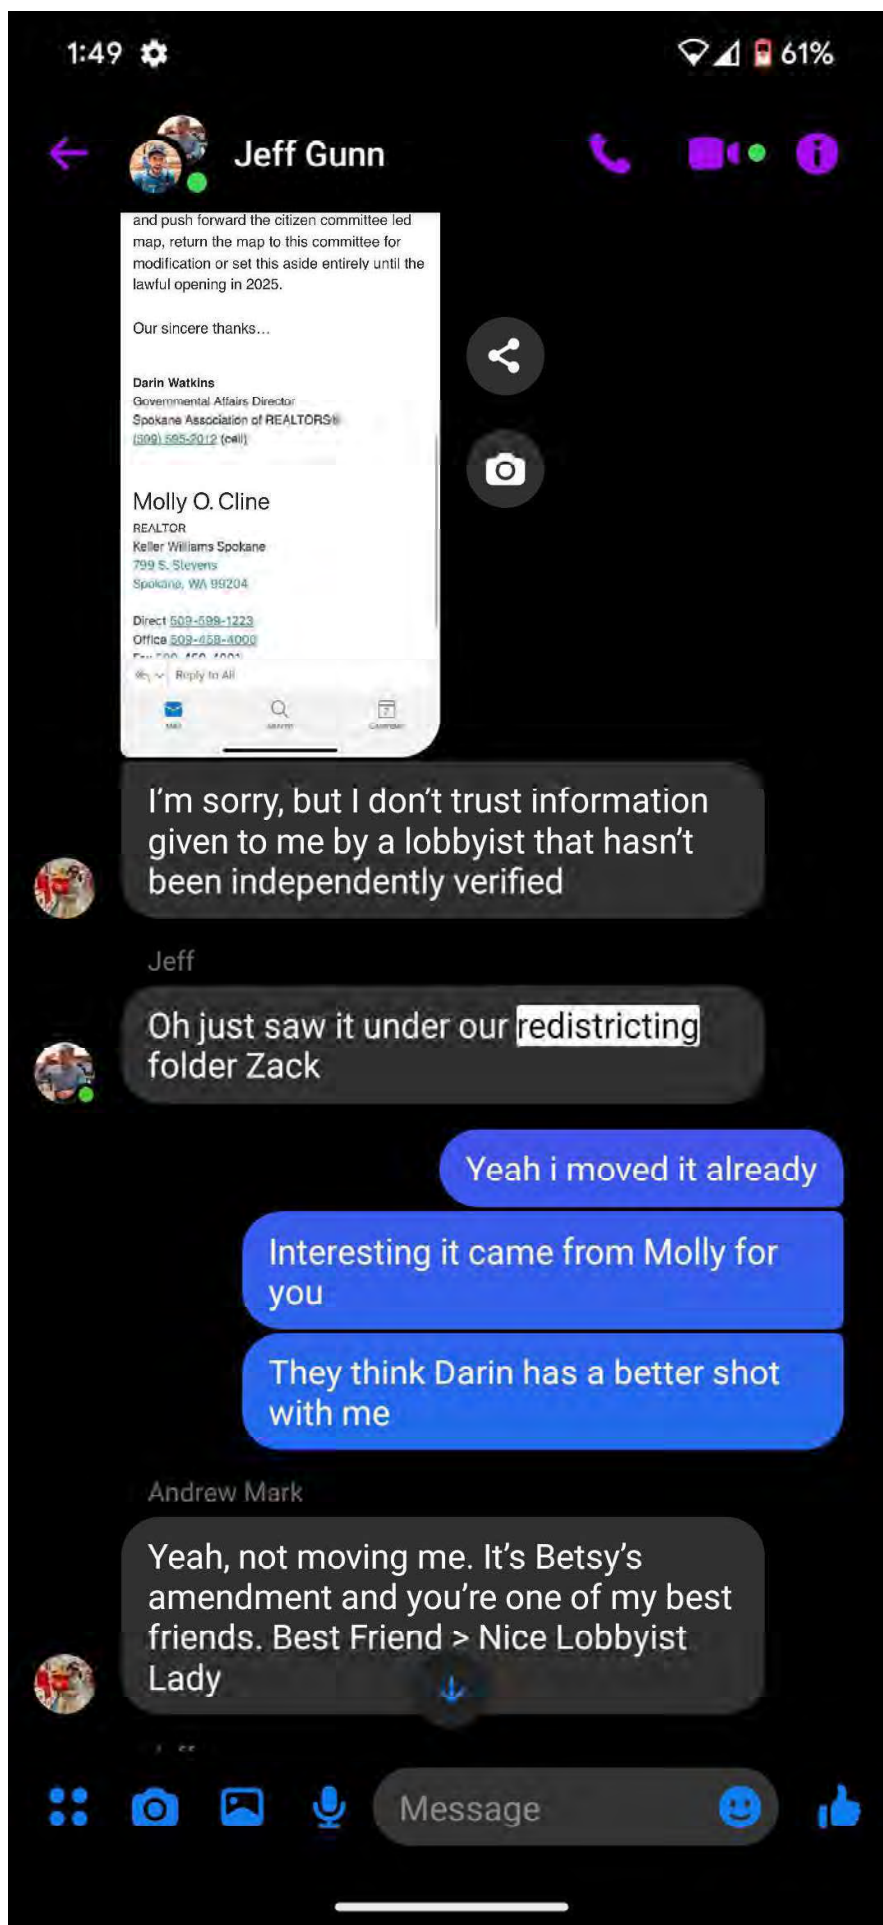 1:49
61%
Jeff Gunn
and push forward the citizen committee led
map, return the map to this committee for
modification or set this aside entirely until the
lawful opening in 2025.
Our sincere thanks...
Darin Watkins
Governmental Affairs Director
Spokane Association of REALTORS®
(509) 595-2012 (cell)
Molly O. Cline
REALTOR
Keller Williams Spokane
799 S. Stevens
Spokane, WA 99204
Direct 509-599-1223
Office 509-458-4000
Reply to All
I'm sorry, but I don't trust information
given to me by a lobbyist that hasn't
been independently verified
Jeff
Oh just saw it under our redistricting
folder Zack
Yeah i moved it already
Interesting it came from Molly for
you
They think Darin has a better shot
with me
Andrew Mark
Yeah, not moving me. It's Betsy's
amendment and you're one of my best
friends. Best Friend > Nice Lobbyist
Lady
Message